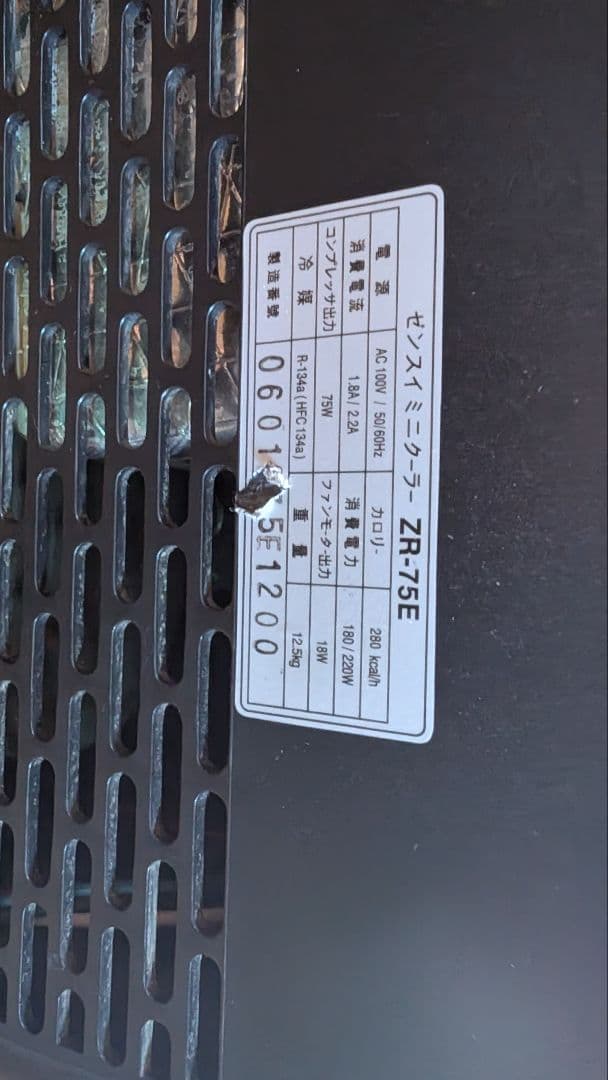 ゼンスイミニクーラー ZR-75E
電源 AC 100V / 50/60Hz カロリー 280 kcal/h
消費電流 1.8A / 2.2A 消費電力 180 / 220W
コンプレッサ出力 75W ファンモーター出力 18W
冷媒 R-134a (HFC 134a) 重量 12.5kg
製造番號 0601 5F1200